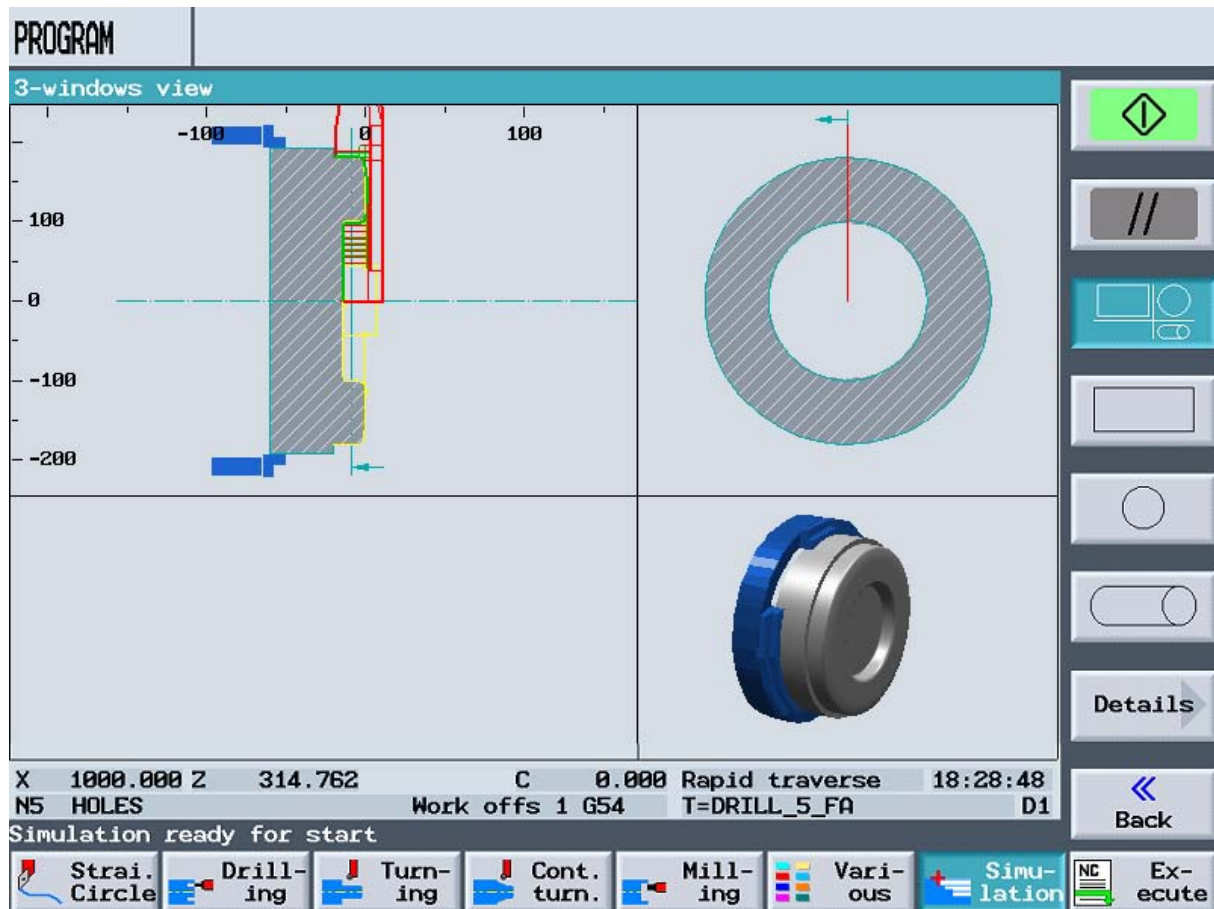 PROGRAM
3-windows view
-100 0 100
100
0
-100
-200
Details
X 1000.000 Z 314.762 C 0.000 Rapid traverse 18:28:48
N5 HOLES Work offs 1 G54 T=DRILL_5_FA D1
Back
Simulation ready for start
Strai. Drill- Turn- Cont. Mill- Vari- Simu- NC Ex-
Circle ing ing turn. ing ous lation ecute